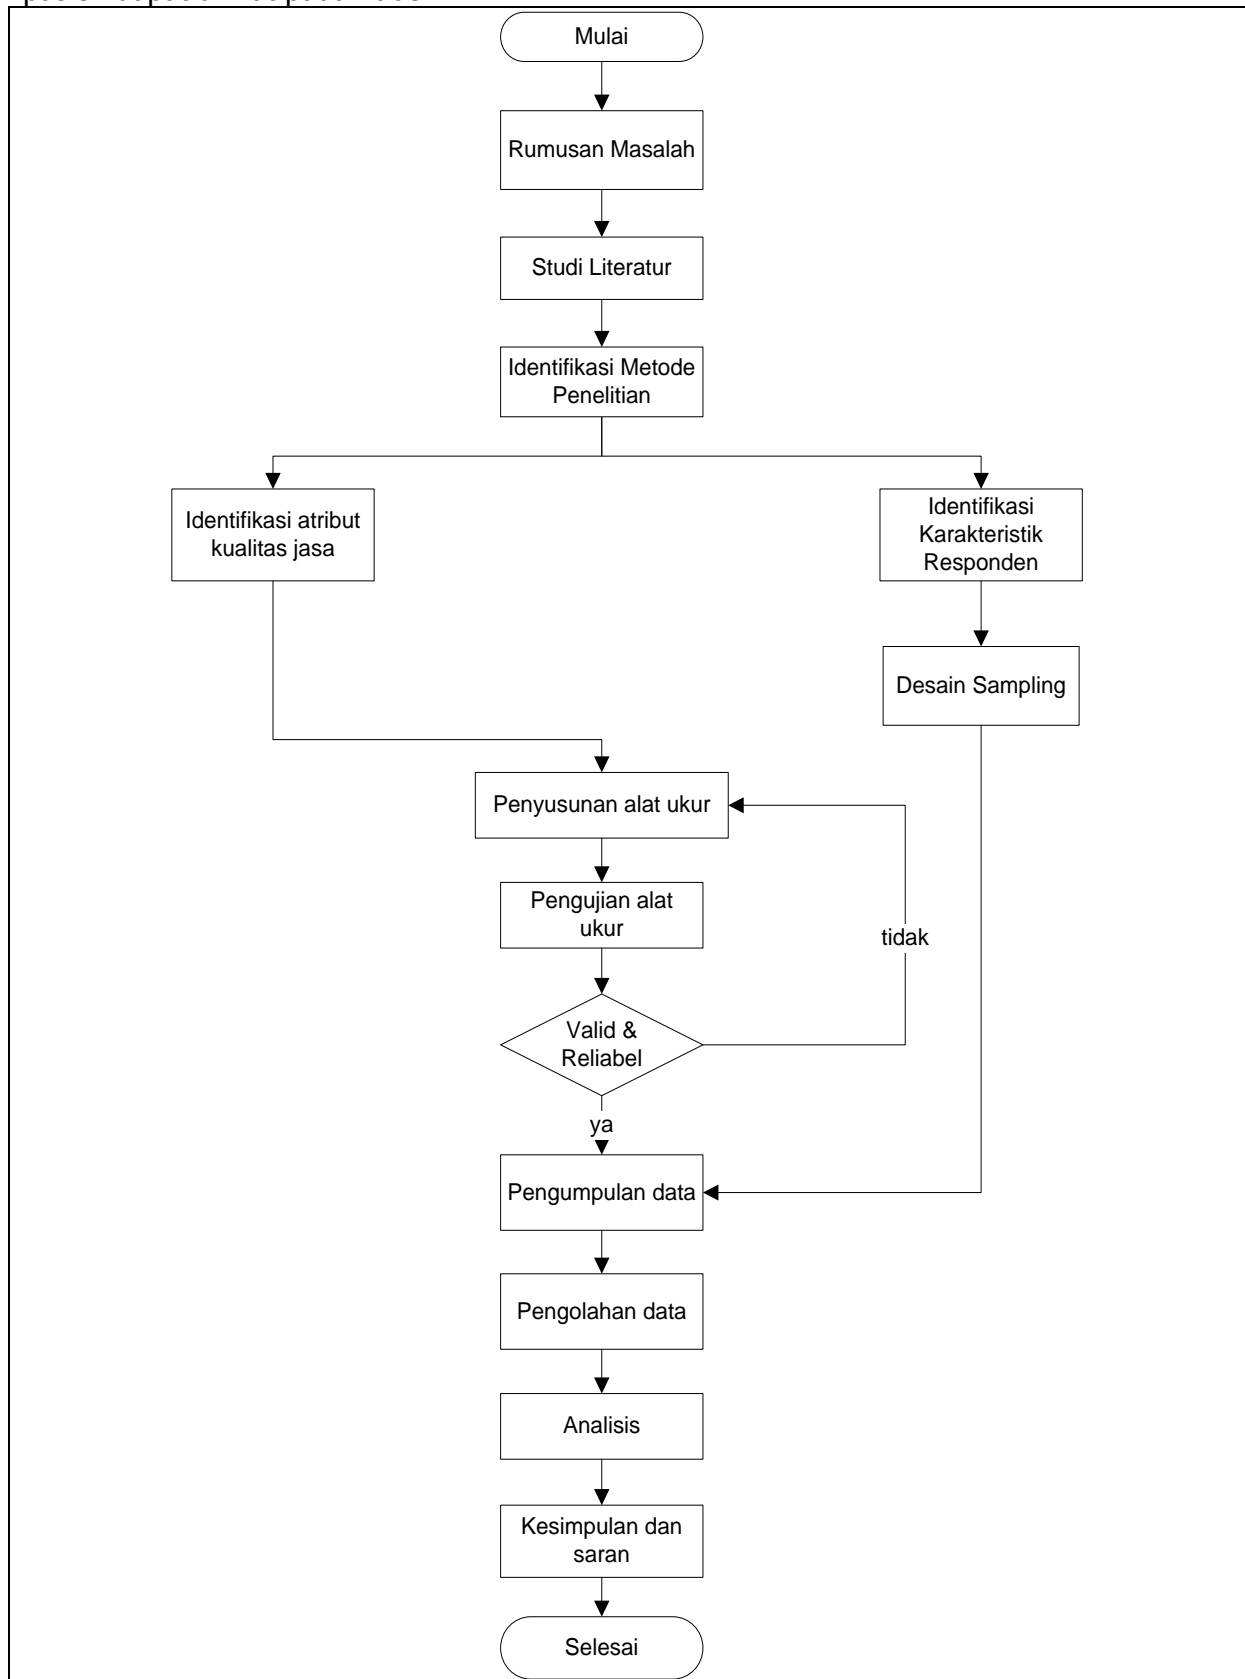 Mulai
Rumusan Masalah
Studi Literatur
Identifikasi Metode
Penelitian
Identifikasi atribut
kualitas jasa
Identifikasi
Karakteristik
Responden
Desain Sampling
Penyusunan alat ukur
Pengujian alat
ukur
tidak
Valid &
Reliabel
ya
Pengumpulan data
Pengolahan data
Analisis
Kesimpulan dan
saran
Selesai